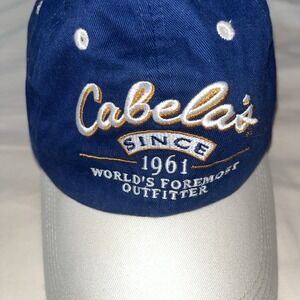 Cabela's
SINCE
1961
WORLD'S FOREMOST
OUTFITTER